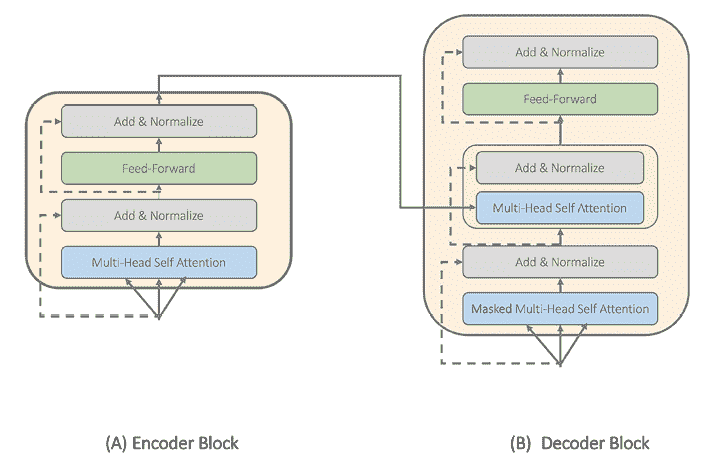 Add & Normalize
Feed-Forward
Add & Normalize
Multi-Head Self Attention
(A) Encoder Block
Add & Normalize
Feed-Forward
Add & Normalize
Multi-Head Self Attention
Add & Normalize
Masked Multi-Head Self Attention
(B) Decoder Block